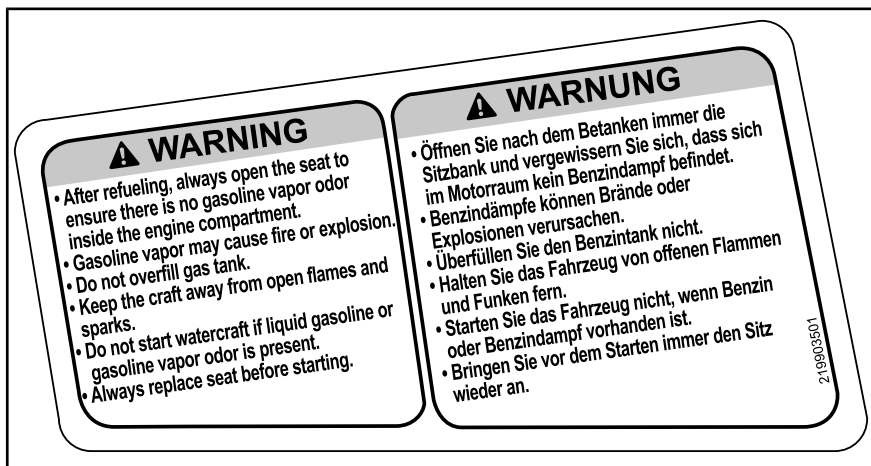 ⚠ WARNING
• After refueling, always open the seat to
ensure there is no gasoline vapor odor
inside the engine compartment.
• Gasoline vapor may cause fire or explosion.
• Do not overfill gas tank.
• Keep the craft away from open flames and
sparks.
• Do not start watercraft if liquid gasoline or
gasoline vapor odor is present.
• Always replace seat before starting.
⚠ WARNUNG
• Öffnen Sie nach dem Betanken immer die
Sitzbank und vergewissern Sie sich, dass sich
im Motorraum kein Benzindampf befindet.
• Benzindämpfe können Brände oder
Explosionen verursachen.
• Überfüllen Sie den Benzintank nicht.
• Halten Sie das Fahrzeug von offenen Flammen
und Funken fern.
• Starten Sie das Fahrzeug nicht, wenn Benzin
oder Benzindampf vorhanden ist.
• Bringen Sie vor dem Starten immer den Sitz
wieder an.
219903501